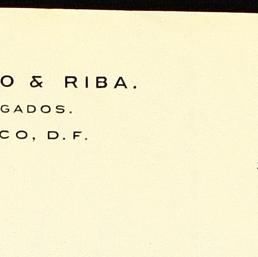 O & RIBA.
GADOS.
CO, D.F.